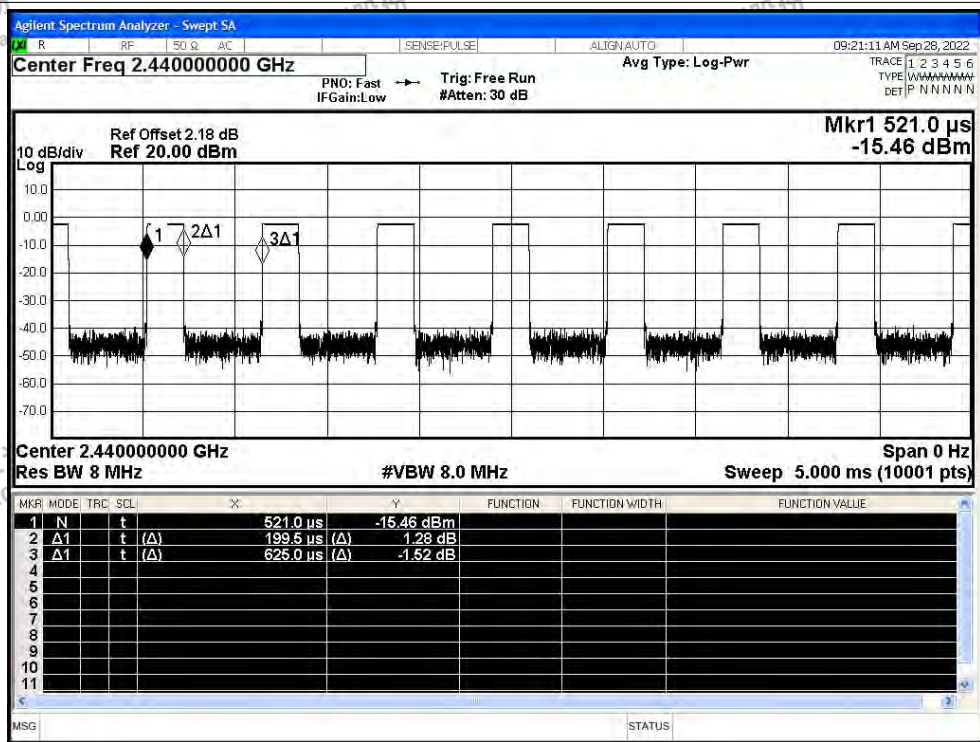 Agilent Spectrum Analyzer - Swept SA
LXI R RF 50 Ω AC SENSE:PULSE ALIGN AUTO 09:21:11 AM Sep 28, 2022
Center Freq 2.440000000 GHz
PNO: Fast
IFGain:Low
Trig: Free Run
#Atten: 30 dB
Avg Type: Log-Pwr
TRACE 1 2 3 4 5 6
TYPE WWWWWW
DET P N N N N N
Ref Offset 2.18 dB
10 dB/div Ref 20.00 dBm
Log
Mkr1 521.0 µs
-15.46 dBm
10.0
0.00
-10.0
-20.0
-30.0
-40.0
-50.0
-60.0
-70.0
1 2Δ1 3Δ1
Center 2.440000000 GHz Span 0 Hz
Res BW 8 MHz #VBW 8.0 MHz Sweep 5.000 ms (10001 pts)
MKR MODE TRC SCL X Y FUNCTION FUNCTION WIDTH FUNCTION VALUE
1 N t 521.0 µs -15.46 dBm
2 Δ1 t (Δ) 199.5 µs (Δ) 1.28 dB
3 Δ1 t (Δ) 625.0 µs (Δ) -1.52 dB
4
5
6
7
8
9
10
11
MSG STATUS